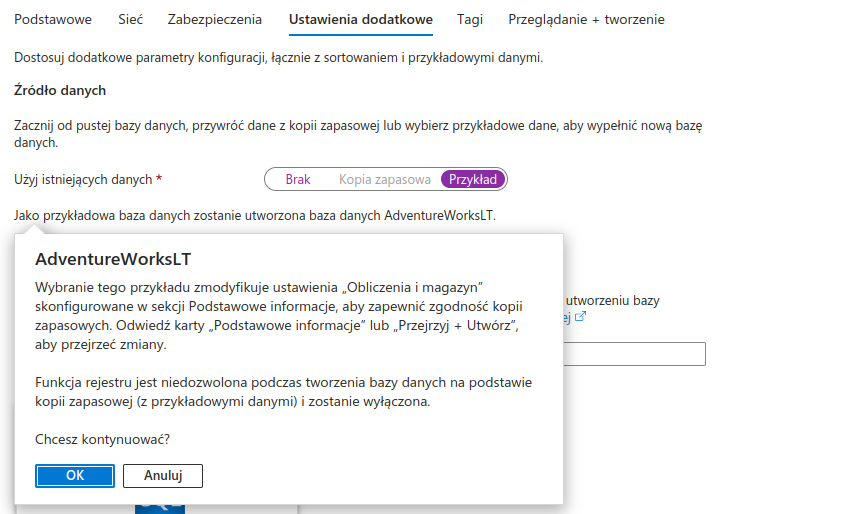 Podstawowe Sieć Zabezpieczenia Ustawienia dodatkowe Tagi Przeglądanie + tworzenie
Dostosuj dodatkowe parametry konfiguracji, łącznie z sortowaniem i przykładowymi danymi.
Źródło danych
Zacznij od pustej bazy danych, przywróć dane z kopii zapasowej lub wybierz przykładowe dane, aby wypełnić nową bazę
danych.
Użyj istniejących danych * Brak Kopia zapasowa Przykład
Jako przykładowa baza danych zostanie utworzona baza danych AdventureWorksLT.
AdventureWorksLT
Wybranie tego przykładu zmodyfikuje ustawienia „Obliczenia i magazyn”
skonfigurowane w sekcji Podstawowe informacje, aby zapewnić zgodność kopii
zapasowych. Odwiedź karty „Podstawowe informacje” lub „Przejrzyj + Utwórz”,
aby przejrzeć zmiany.
Funkcja rejestru jest niedozwolona podczas tworzenia bazy danych na podstawie
kopii zapasowej (z przykładowymi danymi) i zostanie wyłączona.
Chcesz kontynuować?
OK Anuluj
utworzeniu bazy
ej